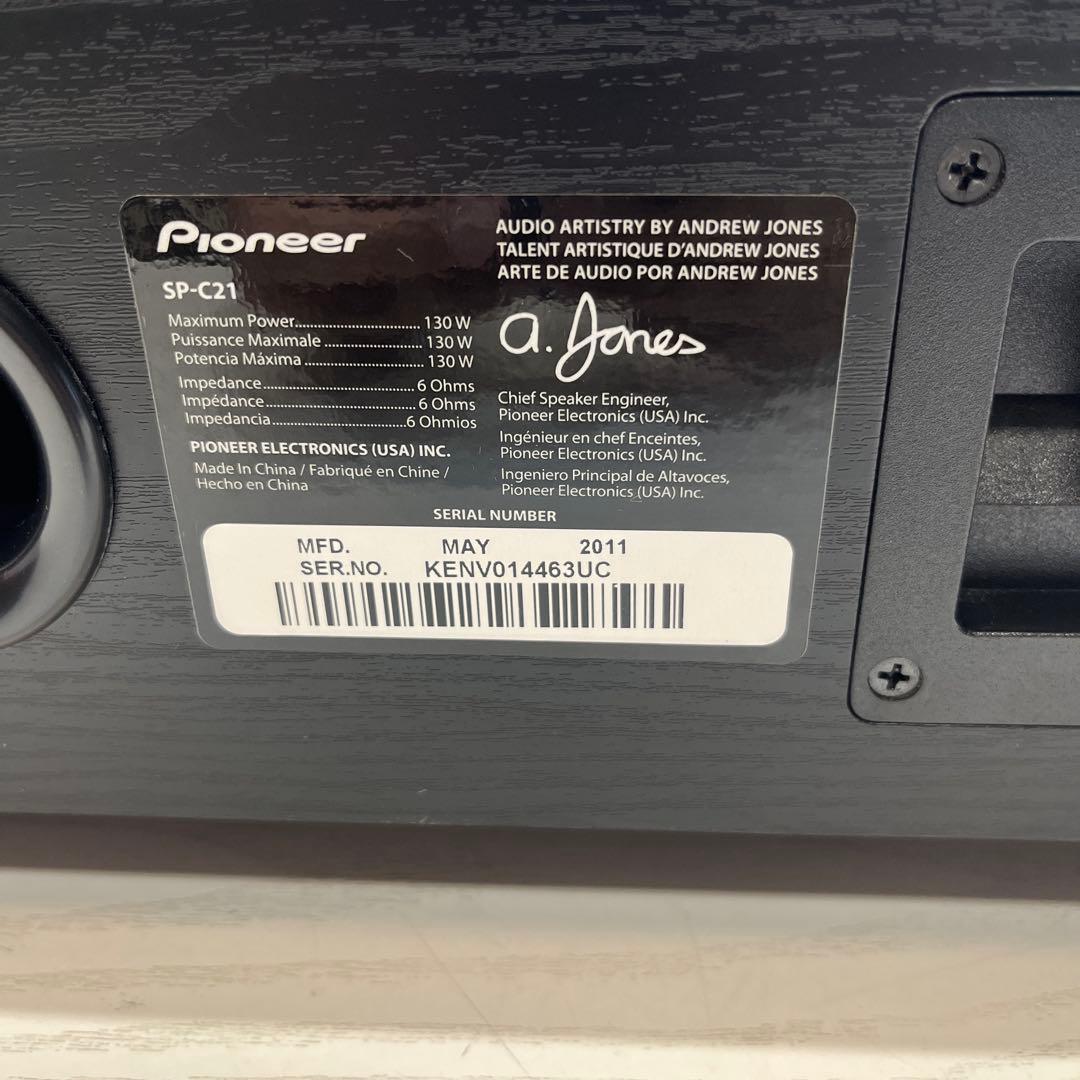 Pioneer
SP-C21
Maximum Power.............................. 130 W
Puissance Maximale ....................... 130 W
Potencia Máxima ............................ 130 W
Impedance.................................... 6 Ohms
Impédance.................................... 6 Ohms
Impedancia.................................6 Ohmios
PIONEER ELECTRONICS (USA) INC.
Made In China / Fabriqué en Chine /
Hecho en China
AUDIO ARTISTRY BY ANDREW JONES
TALENT ARTISTIQUE D'ANDREW JONES
ARTE DE AUDIO POR ANDREW JONES
a. Jones
Chief Speaker Engineer,
Pioneer Electronics (USA) Inc.
Ingénieur en chef Enceintes,
Pioneer Electronics (USA) Inc.
Ingeniero Principal de Altavoces,
Pioneer Electronics (USA) Inc.
SERIAL NUMBER
MFD. MAY 2011
SER.NO. KENV014463UC